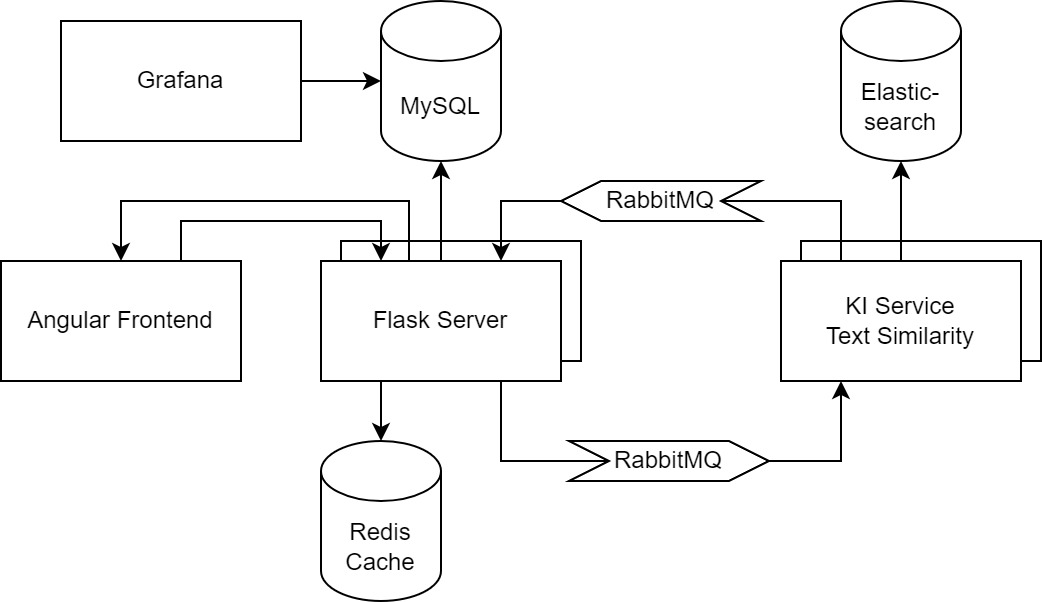 Grafana
MySQL
Elastic-
search
RabbitMQ
Angular Frontend
Flask Server
KI Service
Text Similarity
RabbitMQ
Redis
Cache